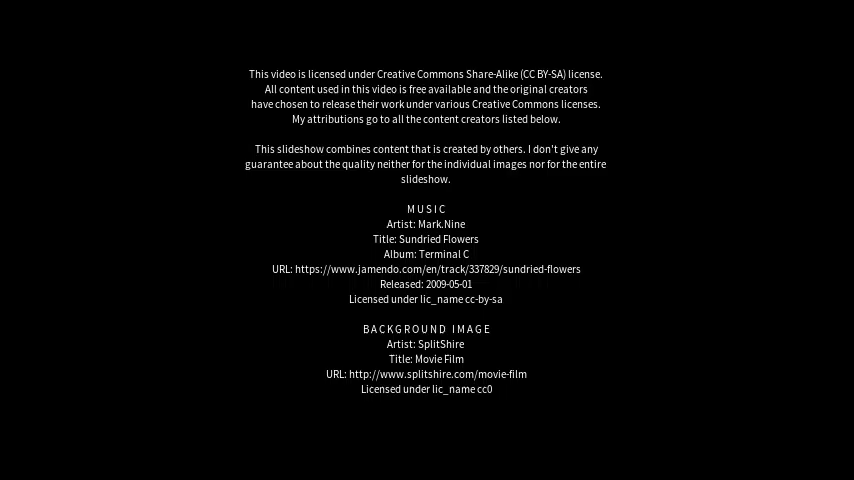 This video is licensed under Creative Commons Share-Alike (CC BY-SA) license.
All content used in this video is free available and the original creators
have chosen to release their work under various Creative Commons licenses.
My attributions go to all the content creators listed below.
This slideshow combines content that is created by others. I don't give any
guarantee about the quality neither for the individual images nor for the entire
slideshow.
MUSIC
Artist: Mark.Nine
Title: Sundried Flowers
Album: Terminal C
URL: https://www.jamendo.com/en/track/337829/sundried-flowers
Released: 2009-05-01
Licensed under lic_name cc-by-sa
BACKGROUND IMAGE
Artist: SplitShire
Title: Movie Film
URL: http://www.splitshire.com/movie-film
Licensed under lic_name cc0